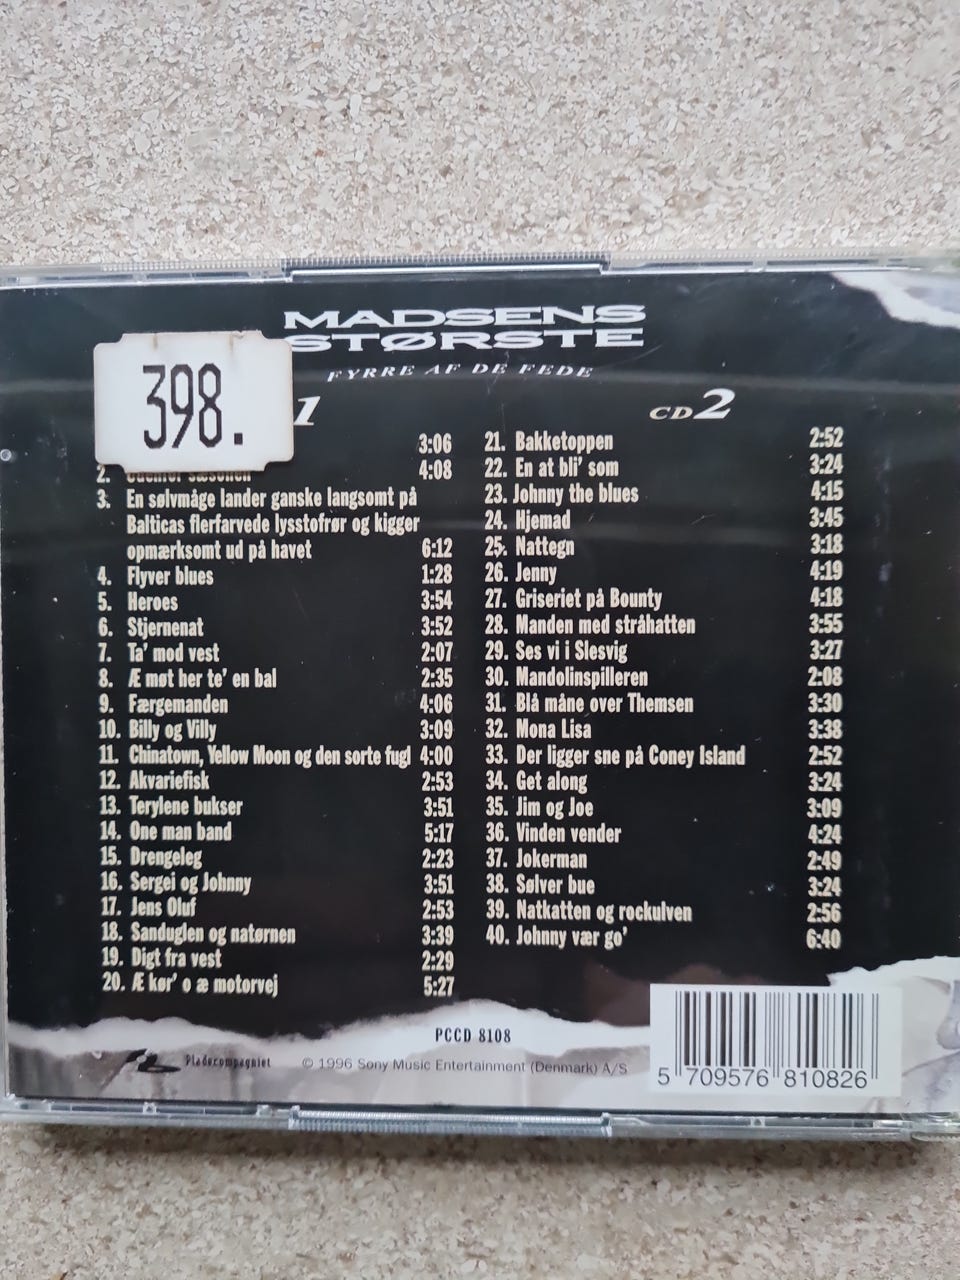 MADSENS
STØRSTE
FYRRE AF DE FEDE
398.
1
3:06
2. Udenfor sæsonen 4:08
3. En sølvmåge lander ganske langsomt på
Balticas flerfarvede lysstofrør og kigger
opmærksomt ud på havet 6:12
4. Flyver blues 1:28
5. Heroes 3:54
6. Stjernenat 3:52
7. Ta' mod vest 2:07
8. Æ møt her te' en bal 2:35
9. Færgemanden 4:06
10. Billy og Villy 3:09
11. Chinatown, Yellow Moon og den sorte fugl 4:00
12. Akvariefisk 2:53
13. Terylene bukser 3:51
14. One man band 5:17
15. Drengeleg 2:23
16. Sergei og Johnny 3:51
17. Jens Oluf 2:53
18. Sanduglen og natørnen 3:39
19. Digt fra vest 2:29
20. Æ kør' o æ motorvej 5:27
CD2
21. Bakketoppen 2:52
22. En at bli' som 3:24
23. Johnny the blues 4:15
24. Hjemad 3:45
25. Nattegn 3:18
26. Jenny 4:19
27. Griseriet på Bounty 4:18
28. Manden med stråhatten 3:55
29. Ses vi i Slesvig 3:27
30. Mandolinspilleren 2:08
31. Blå måne over Themsen 3:30
32. Mona Lisa 3:38
33. Der ligger sne på Coney Island 2:52
34. Get along 3:24
35. Jim og Joe 3:09
36. Vinden vender 4:24
37. Jokerman 2:49
38. Sølver bue 3:24
39. Natkatten og rockulven 2:56
40. Johnny vær go' 6:40
PCCD 8108
Pladecompagniet
© 1996 Sony Music Entertainment (Denmark) A/S
5 709576 810826